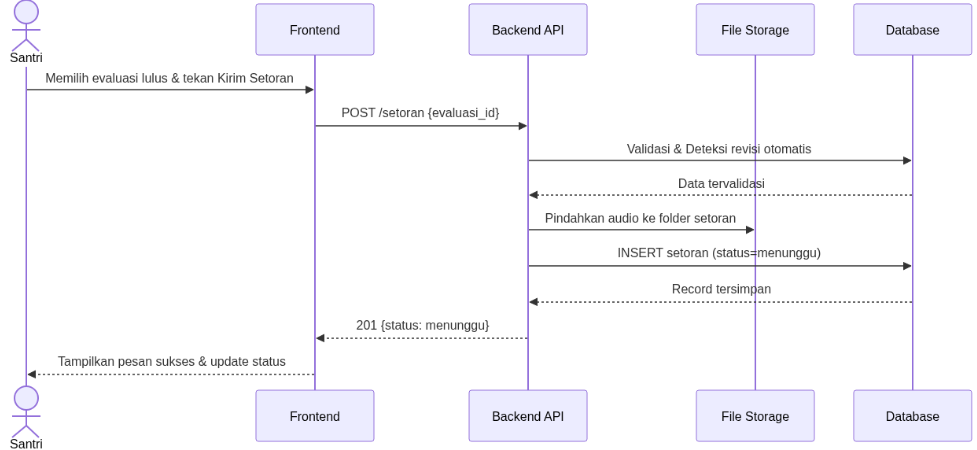 Santri
Frontend
Backend API
File Storage
Database
Memilih evaluasi lulus & tekan Kirim Setoran
POST /setoran {evaluasi_id}
Validasi & Deteksi revisi otomatis
Data tervalidasi
Pindahkan audio ke folder setoran
INSERT setoran (status=menunggu)
Record tersimpan
201 {status: menunggu}
Tampilkan pesan sukses & update status
Santri
Frontend
Backend API
File Storage
Database